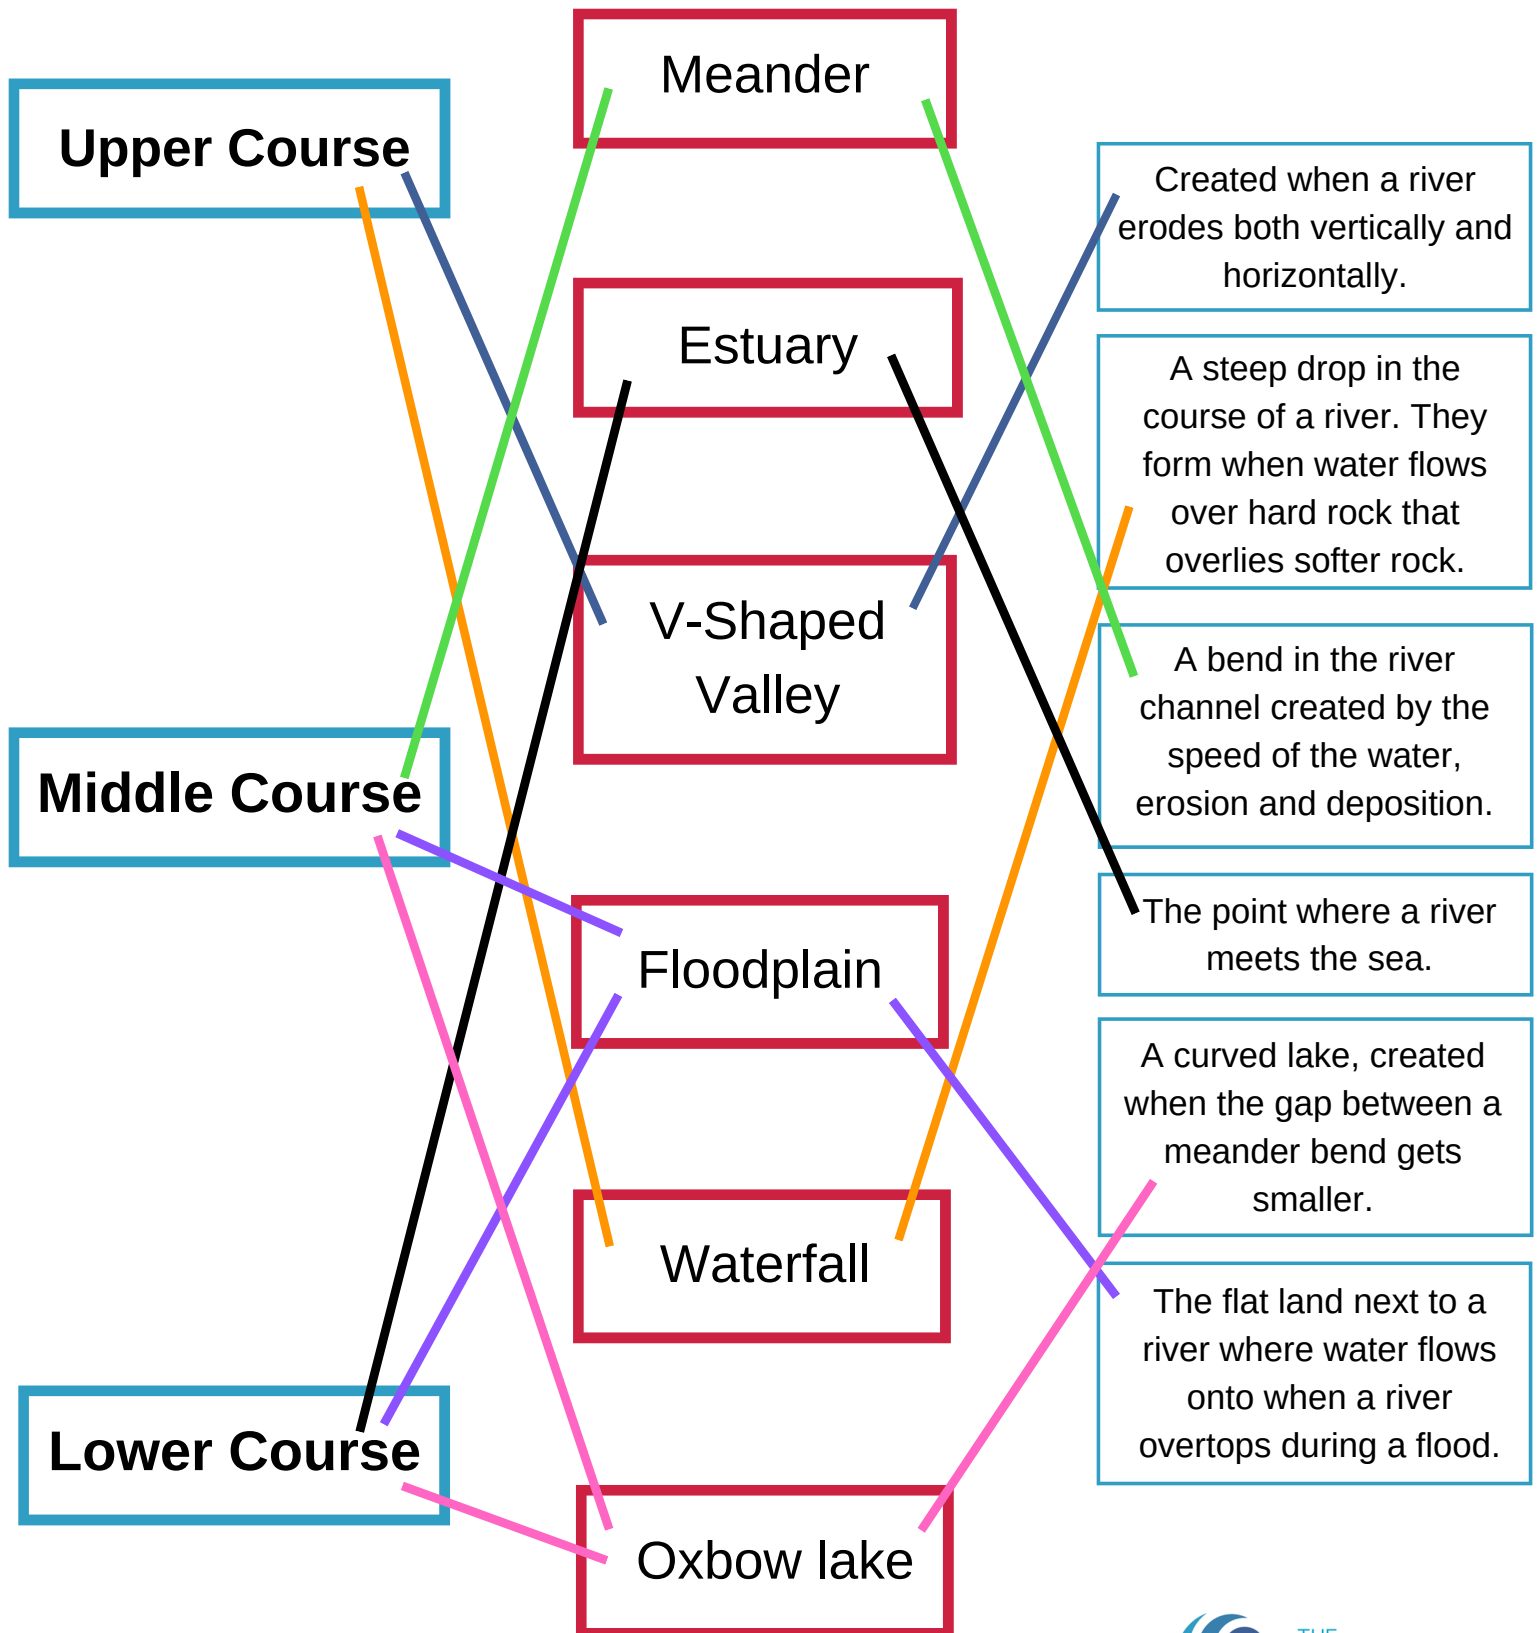 Upper Course
Middle Course
Lower Course
Meander
Estuary
V-Shaped
Valley
Floodplain
Waterfall
Oxbow lake
Created when a river
erodes both vertically and
horizontally.
A steep drop in the
course of a river. They
form when water flows
over hard rock that
overlies softer rock.
A bend in the river
channel created by the
speed of the water,
erosion and deposition.
The point where a river
meets the sea.
A curved lake, created
when the gap between a
meander bend gets
smaller.
The flat land next to a
river where water flows
onto when a river
overtops during a flood.
THE